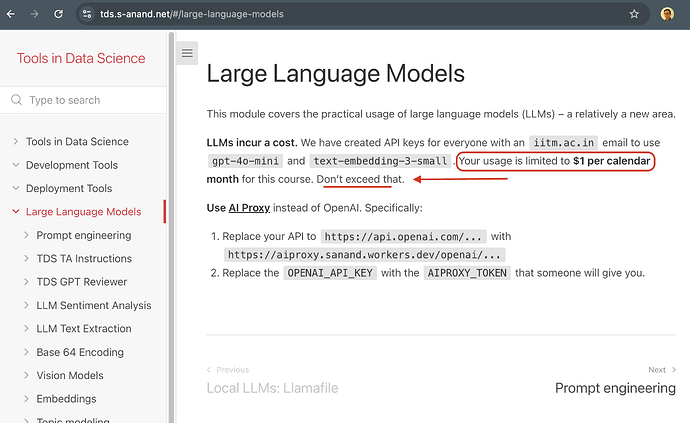 tds.s-anand.net/#/large-language-models
Tools in Data Science
Type to search
Tools in Data Science
Development Tools
Deployment Tools
Large Language Models
Prompt engineering
TDS TA Instructions
TDS GPT Reviewer
LLM Sentiment Analysis
LLM Text Extraction
Base 64 Encoding
Vision Models
Embeddings
Topic modeling
Large Language Models
This module covers the practical usage of large language models (LLMs) – a relatively a new area.
LLMs incur a cost. We have created API keys for everyone with an iitm.ac.in email to use
gpt-4o-mini and text-embedding-3-small . Your usage is limited to $1 per calendar
month for this course. Don't exceed that.
Use AI Proxy instead of OpenAI. Specifically:
1. Replace your API to https://api.openai.com/... with
https://aiproxy.sanand.workers.dev/openai/...
2. Replace the OPENAI_API_KEY with the AIPROXY_TOKEN that someone will give you.
Previous
Local LLMs: Llamafile
Next
Prompt engineering